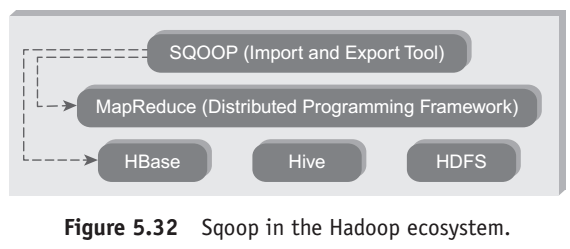 SQOOP (Import and Export Tool)
MapReduce (Distributed Programming Framework)
HBase
Hive
HDFS
Figure 5.32 Sqoop in the Hadoop ecosystem.